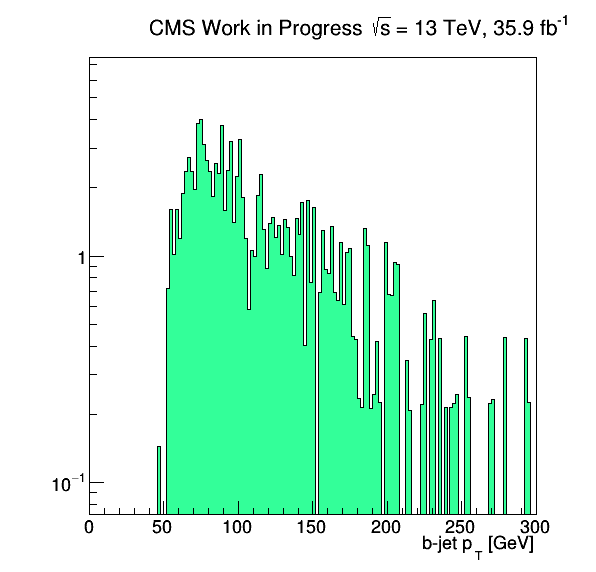 CMS Work in Progress √s = 13 TeV, 35.9 fb⁻¹
1
10⁻¹
0 50 100 150 200 250 300
b-jet p_T [GeV]